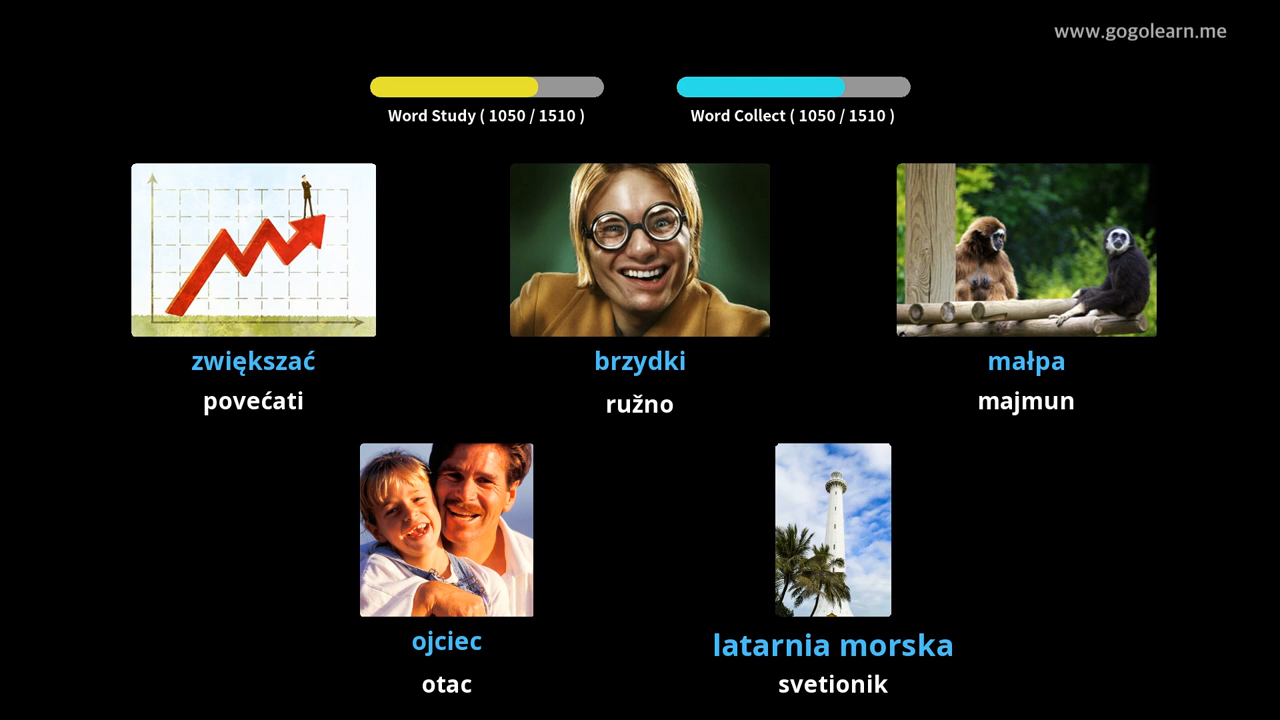 www.gogolearn.me
Word Study ( 1050 / 1510 )
Word Collect ( 1050 / 1510 )
zwiększać
povećati
brzydki
ružno
małpa
majmun
ojciec
otac
latarnia morska
svetionik